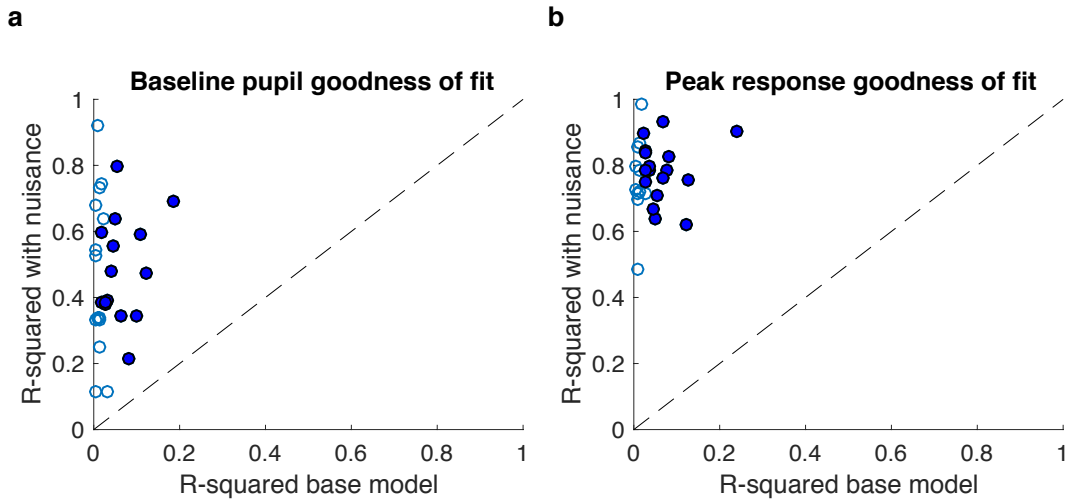 a
Baseline pupil goodness of fit
R-squared with nuisance
1
0.8
0.6
0.4
0.2
0
0 0.2 0.4 0.6 0.8 1
R-squared base model
b
Peak response goodness of fit
R-squared with nuisance
1
0.8
0.6
0.4
0.2
0
0 0.2 0.4 0.6 0.8 1
R-squared base model